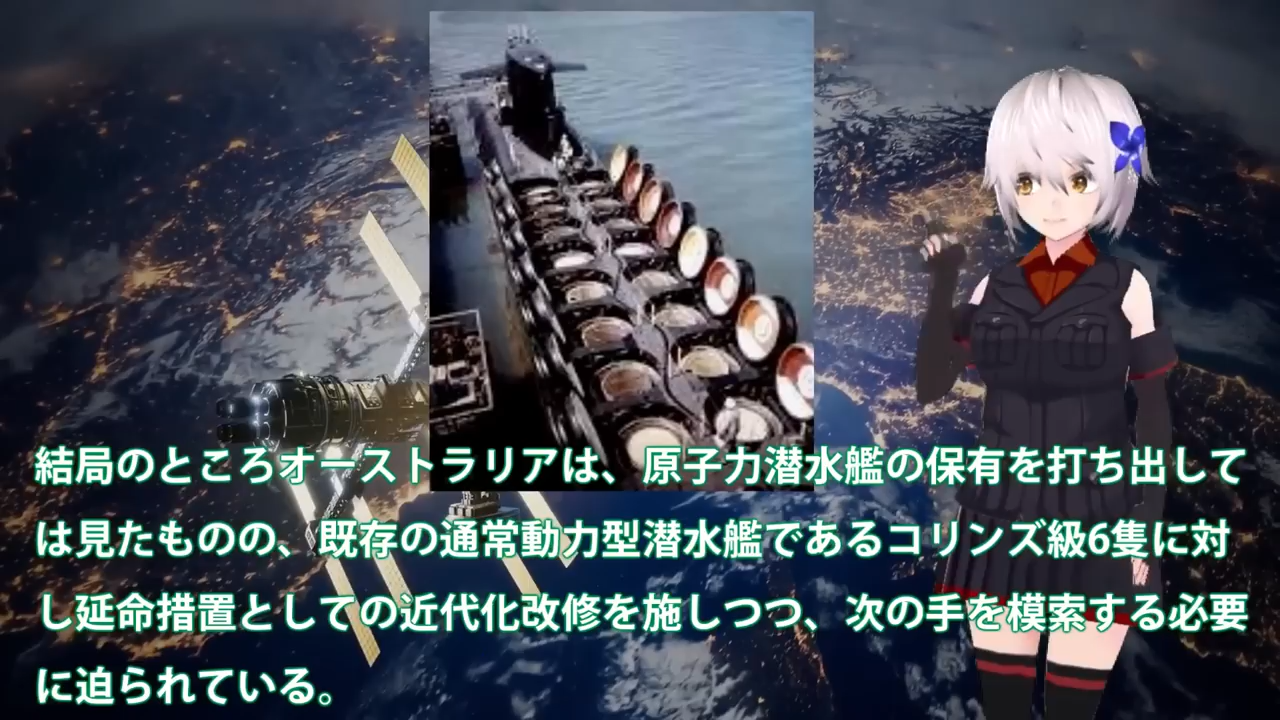 結局のところオーストラリアは、原子力潜水艦の保有を打ち出して
は見たものの、既存の通常動力型潜水艦であるコリンズ級6隻に対
し延命措置としての近代化改修を施しつつ、次の手を模索する必要
に迫られている。